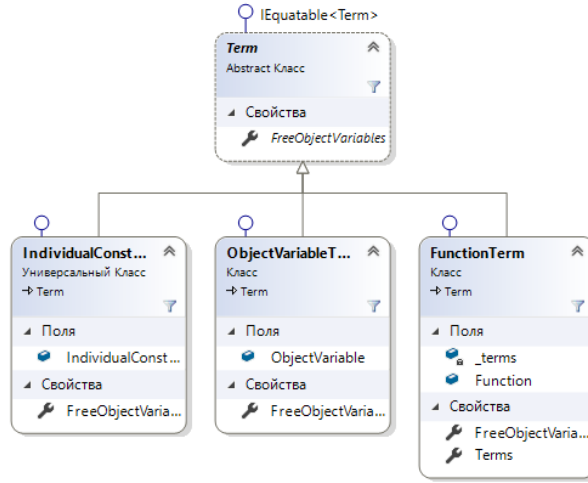 IEquatable<Term>
Term
Abstract Класс
Свойства
FreeObjectVariables
IndividualConst...
Универсальный Класс
Term
Поля
IndividualConst...
Свойства
FreeObjectVaria...
ObjectVariableT...
Класс
Term
Поля
ObjectVariable
Свойства
FreeObjectVaria...
FunctionTerm
Класс
Term
Поля
_terms
Function
Свойства
FreeObjectVaria...
Terms